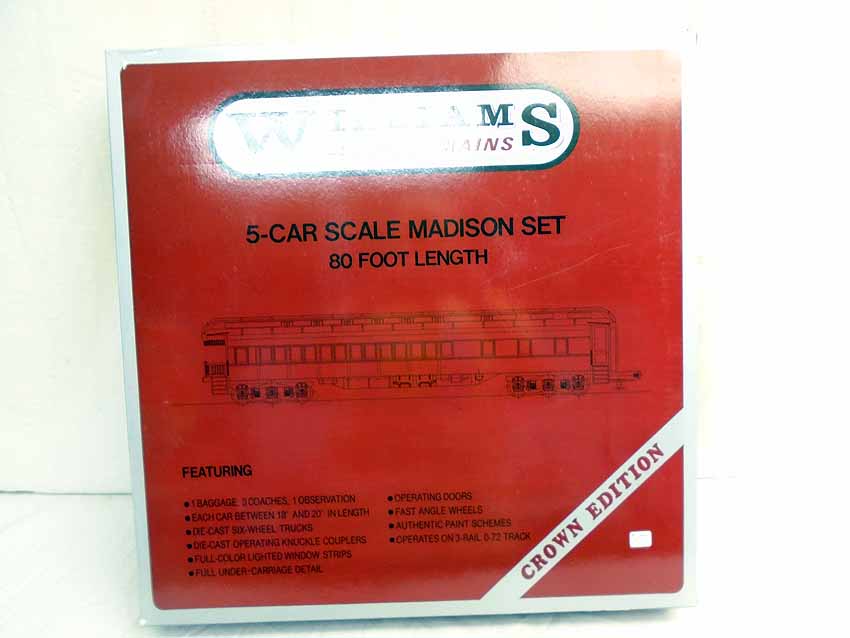 WILLIAMS
TRAINS
5-CAR SCALE MADISON SET
80 FOOT LENGTH
FEATURING
• 1 BAGGAGE, 3 COACHES, 1 OBSERVATION
• EACH CAR BETWEEN 18" AND 20" IN LENGTH
• DIE-CAST SIX-WHEEL TRUCKS
• DIE-CAST OPERATING KNUCKLE COUPLERS
• FULL-COLOR LIGHTED WINDOW STRIPS
• FULL UNDER-CARRIAGE DETAIL
• OPERATING DOORS
• FAST ANGLE WHEELS
• AUTHENTIC PAINT SCHEMES
• OPERATES ON 3-RAIL 0-72 TRACK
CROWN EDITION